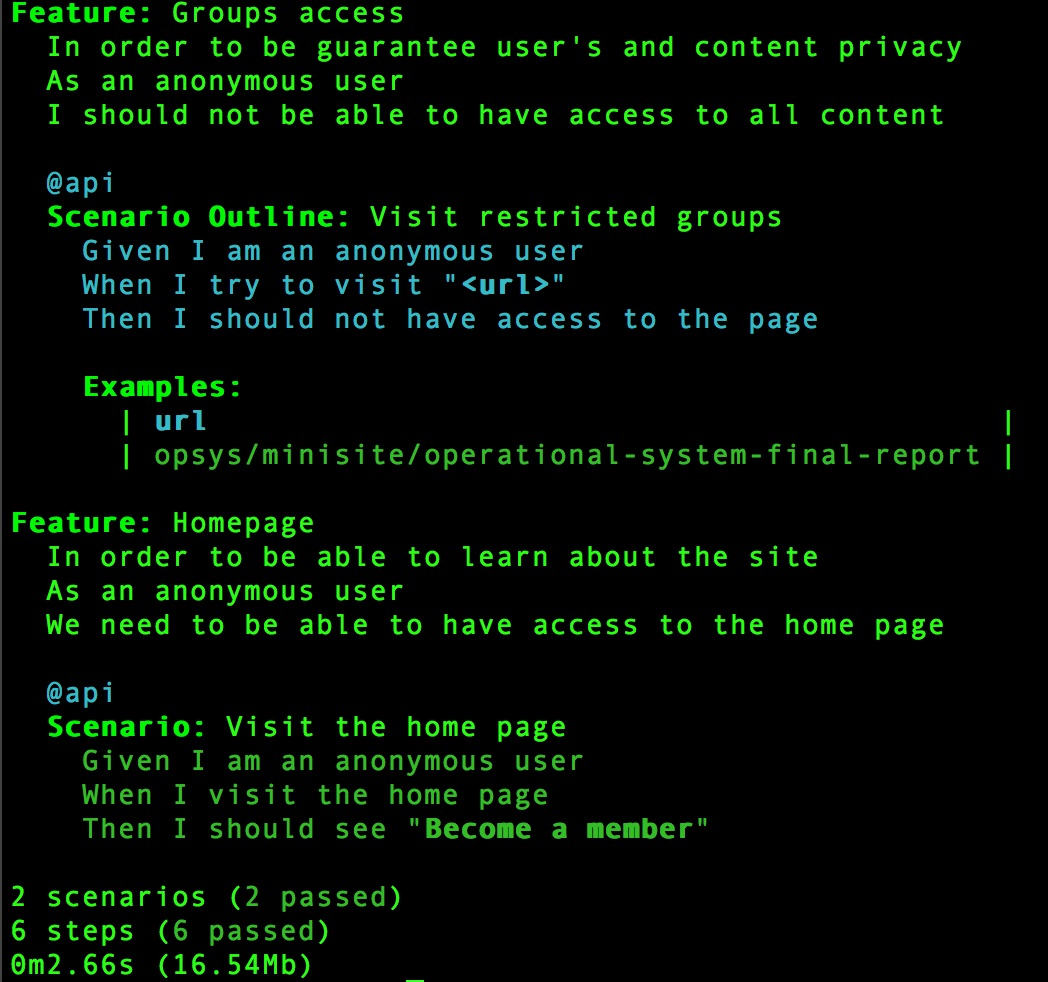 Feature: Groups access
In order to be guarantee user's and content privacy
As an anonymous user
I should not be able to have access to all content
@api
Scenario Outline: Visit restricted groups
Given I am an anonymous user
When I try to visit "<url>"
Then I should not have access to the page
Examples:
| url |
| opsys/minisite/operational-system-final-report |
Feature: Homepage
In order to be able to learn about the site
As an anonymous user
We need to be able to have access to the home page
@api
Scenario: Visit the home page
Given I am an anonymous user
When I visit the home page
Then I should see "Become a member"
2 scenarios (2 passed)
6 steps (6 passed)
0m2.66s (16.54Mb)